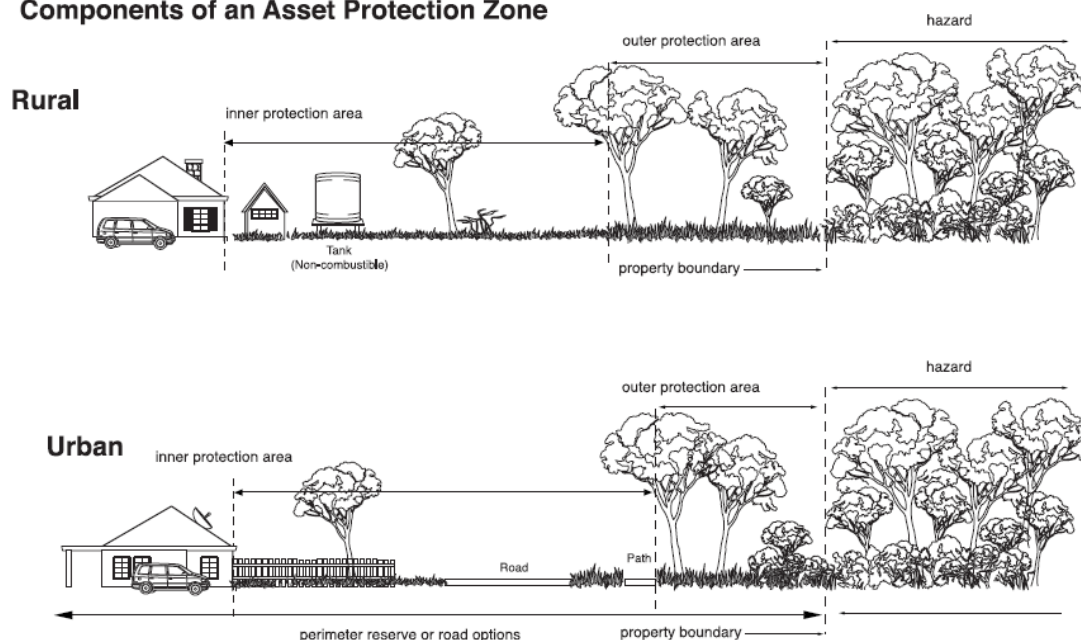 Components of an Asset Protection Zone
hazard
outer protection area
Rural
inner protection area
Tank
(Non-combustible)
property boundary
hazard
outer protection area
Urban
inner protection area
Road
Path
perimeter reserve or road options
property boundary